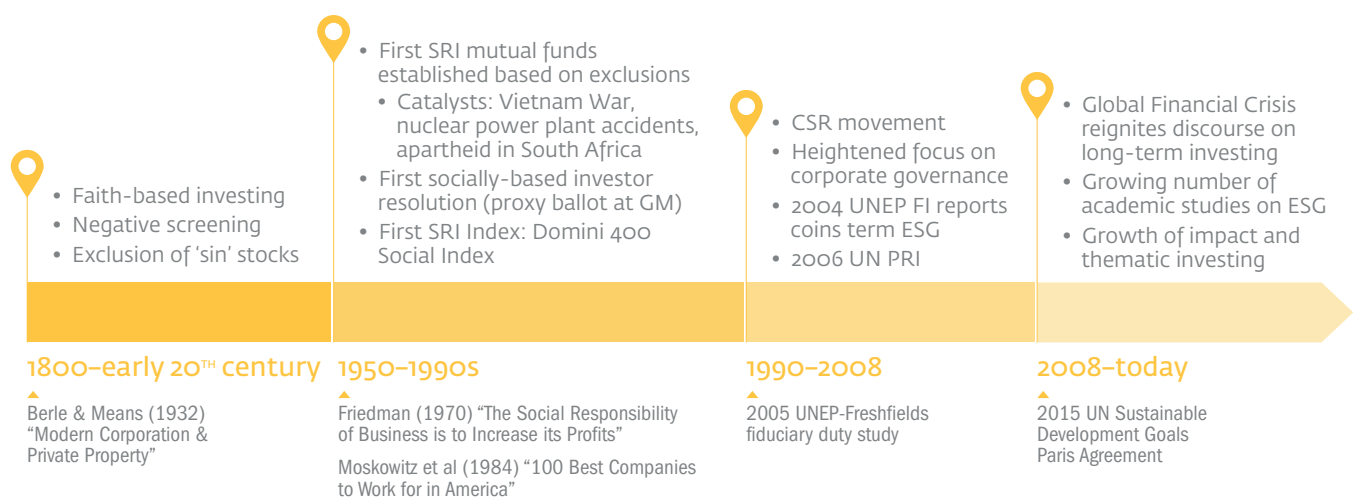 • Faith-based investing
• Negative screening
• Exclusion of ‘sin’ stocks
• First SRI mutual funds
established based on exclusions
• Catalysts: Vietnam War,
nuclear power plant accidents,
apartheid in South Africa
• First socially-based investor
resolution (proxy ballot at GM)
• First SRI Index: Domini 400
Social Index
• CSR movement
• Heightened focus on
corporate governance
• 2004 UNEP FI reports
coins term ESG
• 2006 UN PRI
• Global Financial Crisis
reignites discourse on
long-term investing
• Growing number of
academic studies on ESG
• Growth of impact and
thematic investing
1800–early 20TH century
Berle & Means (1932)
“Modern Corporation &
Private Property”
1950–1990s
Friedman (1970) “The Social Responsibility
of Business is to Increase its Profits”
Moskowitz et al (1984) “100 Best Companies
to Work for in America”
1990–2008
2005 UNEP-Freshfields
fiduciary duty study
2008–today
2015 UN Sustainable
Development Goals
Paris Agreement